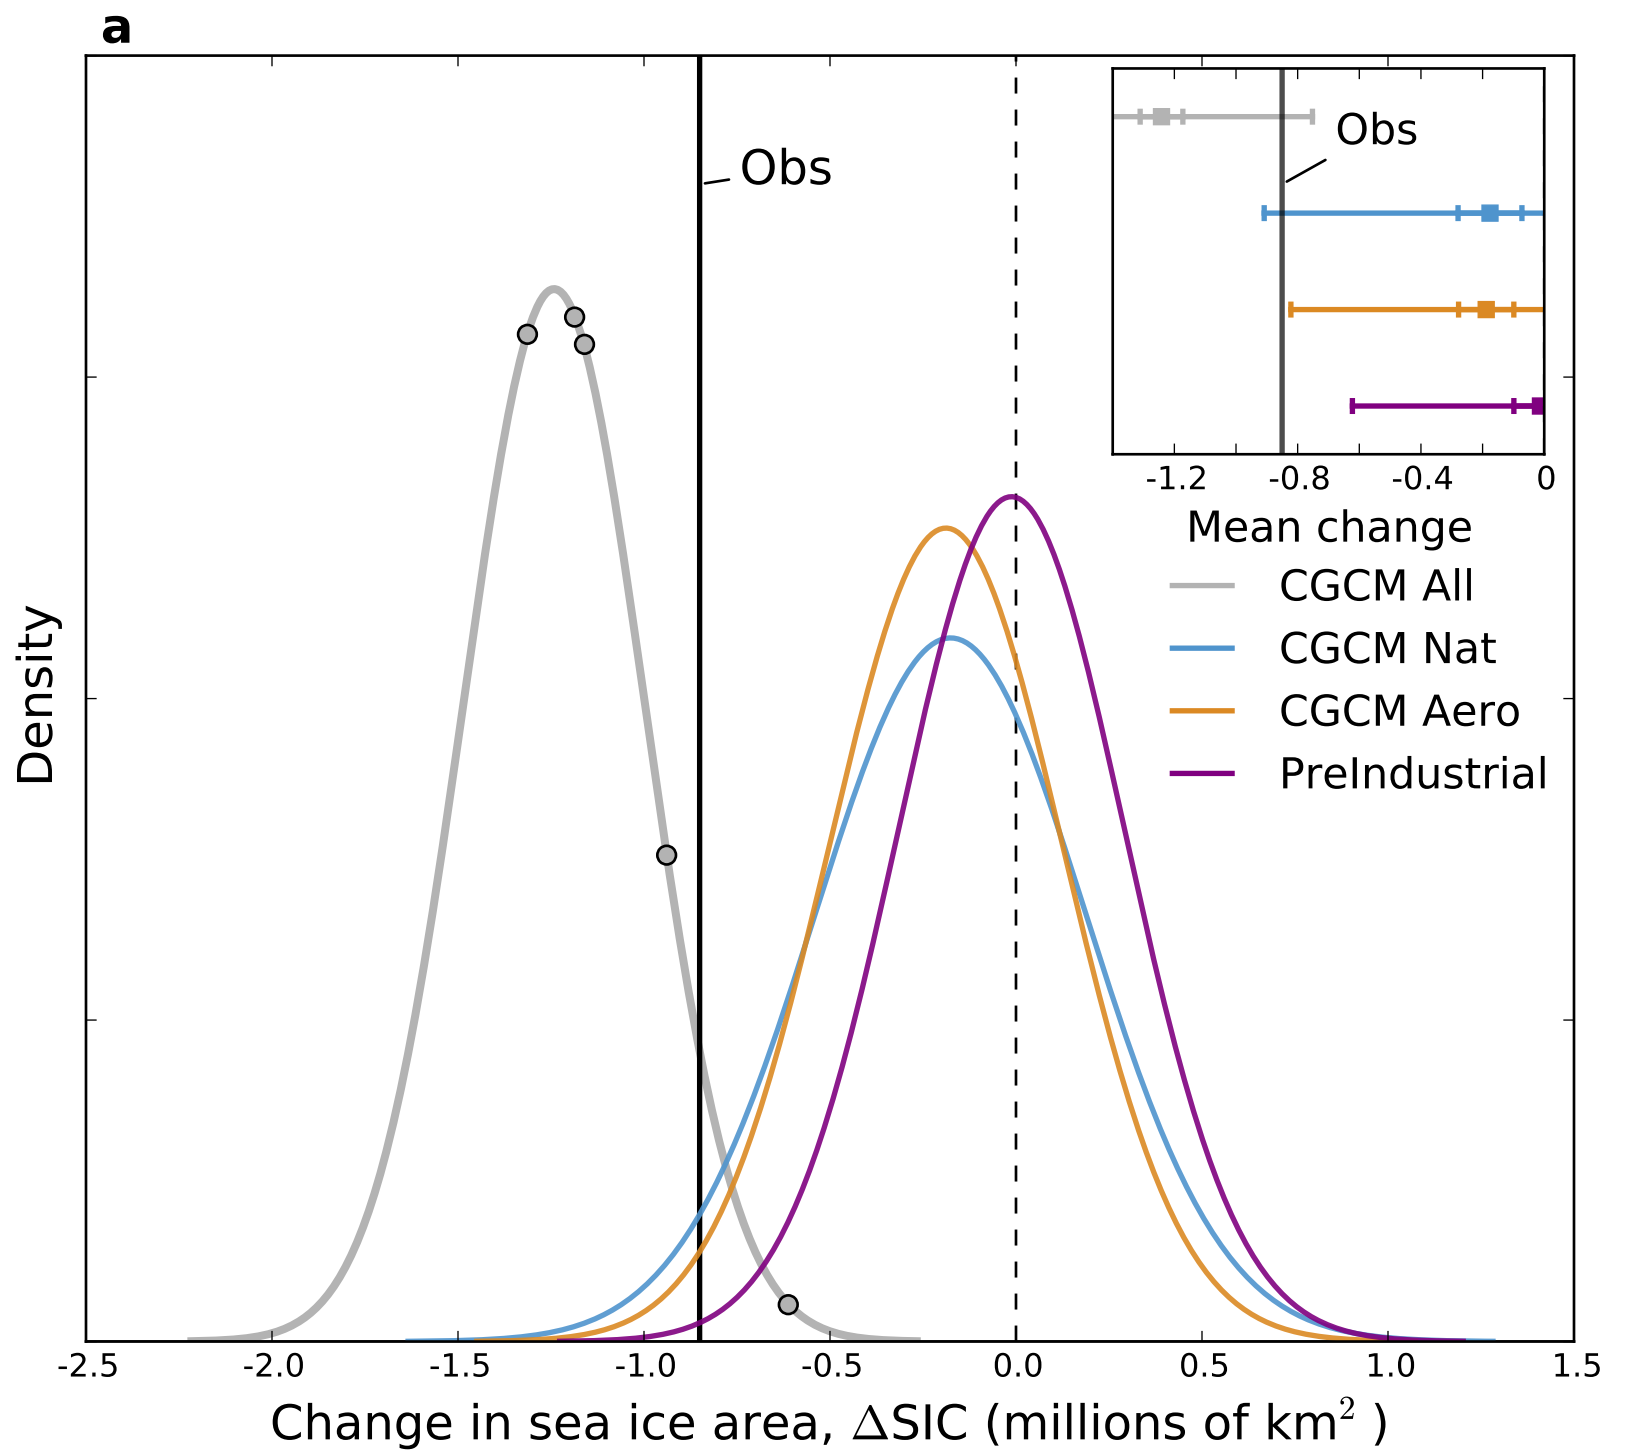 a
Obs
Obs
-1.2 -0.8 -0.4 0
Mean change
CGCM All
CGCM Nat
CGCM Aero
PreIndustrial
Density
-2.5 -2.0 -1.5 -1.0 -0.5 0.0 0.5 1.0 1.5
Change in sea ice area, ΔSIC (millions of km² )